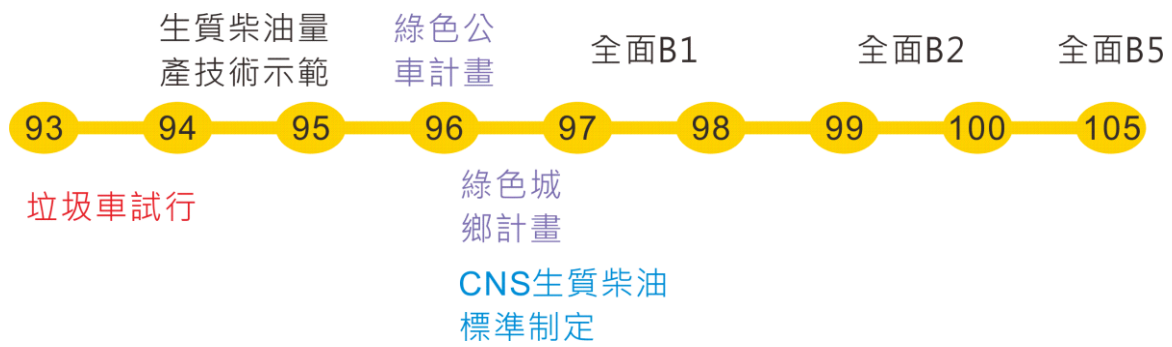 生質柴油量
產技術示範
綠色公
車計畫
全面B1
全面B2
全面B5
93
94
95
96
97
98
99
100
105
垃圾車試行
綠色城
鄉計畫
CNS生質柴油
標準制定